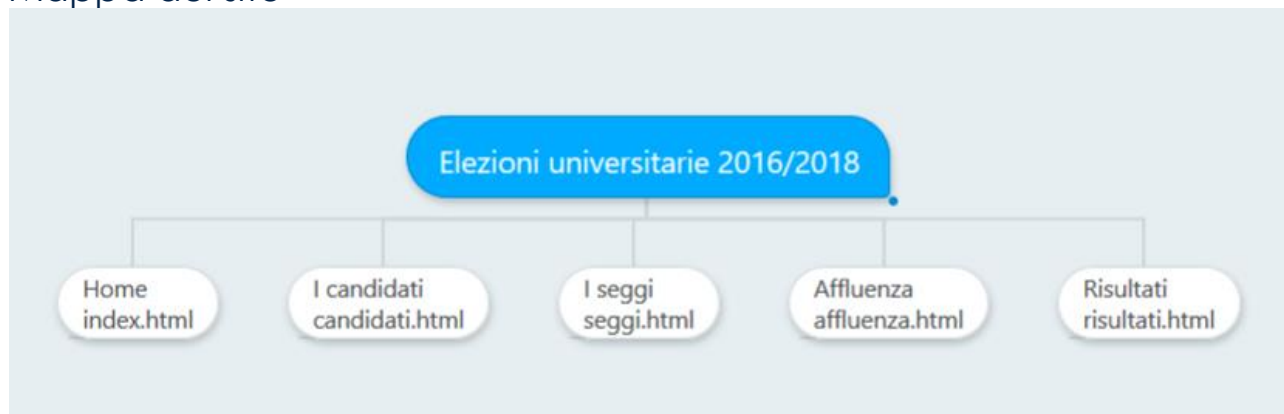 Elezioni universitarie 2016/2018
Home
index.html
I candidati
candidati.html
I seggi
seggi.html
Affluenza
affluenza.html
Risultati
risultati.html